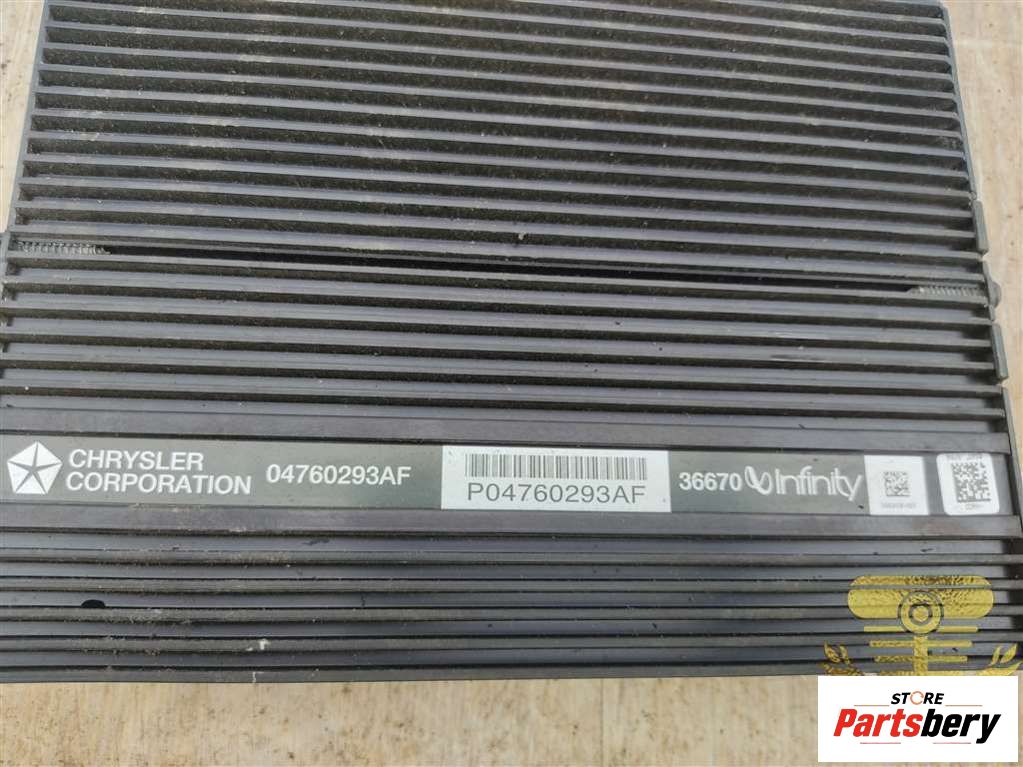 CHRYSLER
CORPORATION
04760293AF
P04760293AF
36670
Infinity
STORE
Partsbery